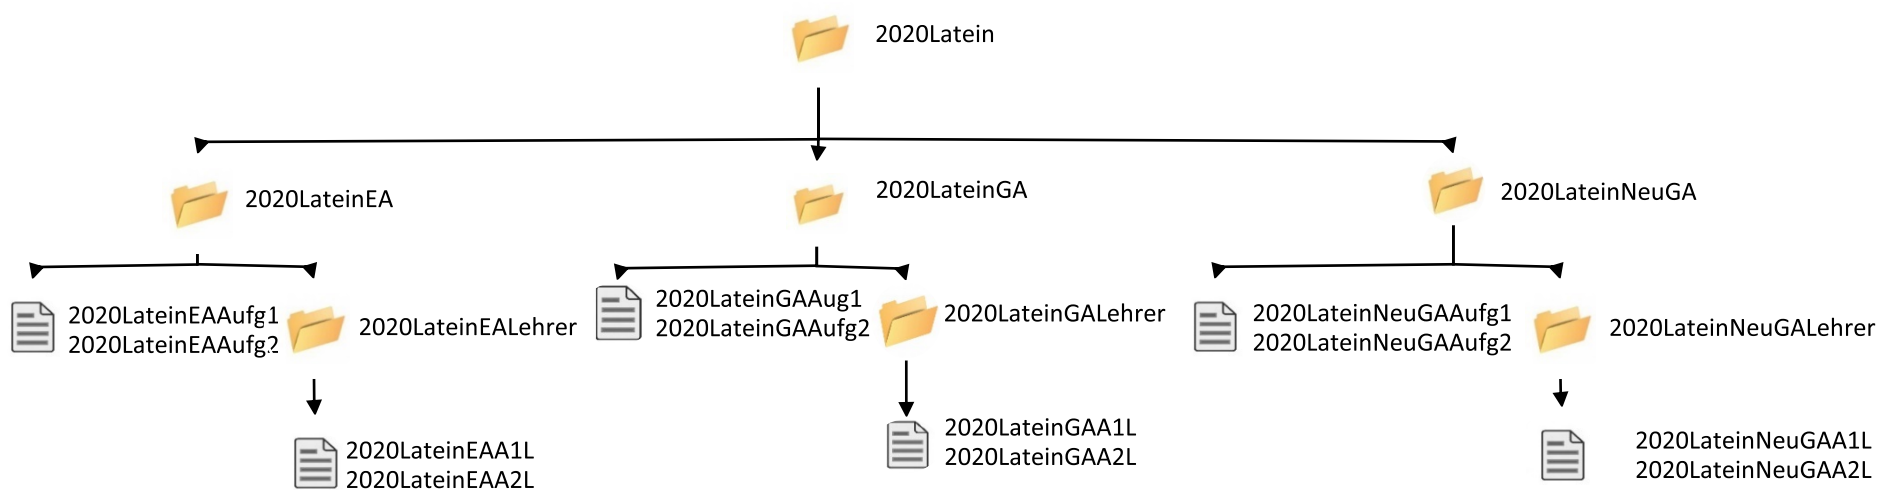 2020Latein
2020LateinEA
2020LateinGA
2020LateinNeuGA
2020LateinEAAufg1
2020LateinEAAufg2
2020LateinEALehrer
2020LateinGAAug1
2020LateinGAAufg2
2020LateinGALehrer
2020LateinNeuGAAufg1
2020LateinNeuGAAufg2
2020LateinNeuGALehrer
2020LateinEAA1L
2020LateinEAA2L
2020LateinGAA1L
2020LateinGAA2L
2020LateinNeuGAA1L
2020LateinNeuGAA2L